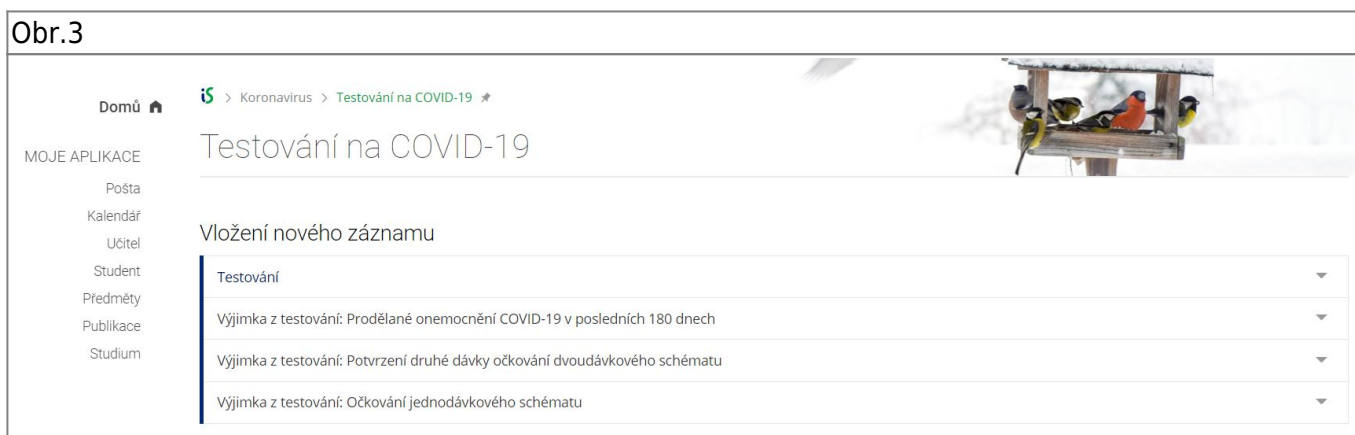 Obr.3
Domů
iS > Koronavirus > Testování na COVID-19
Testování na COVID-19
MOJE APLIKACE
Pošta
Kalendář
Učitel
Student
Předměty
Publikace
Studium
Vložení nového záznamu
Testování
Výjimka z testování: Prodělané onemocnění COVID-19 v posledních 180 dnech
Výjimka z testování: Potvrzení druhé dávky očkování dvoudávkového schématu
Výjimka z testování: Očkování jednodávkového schématu